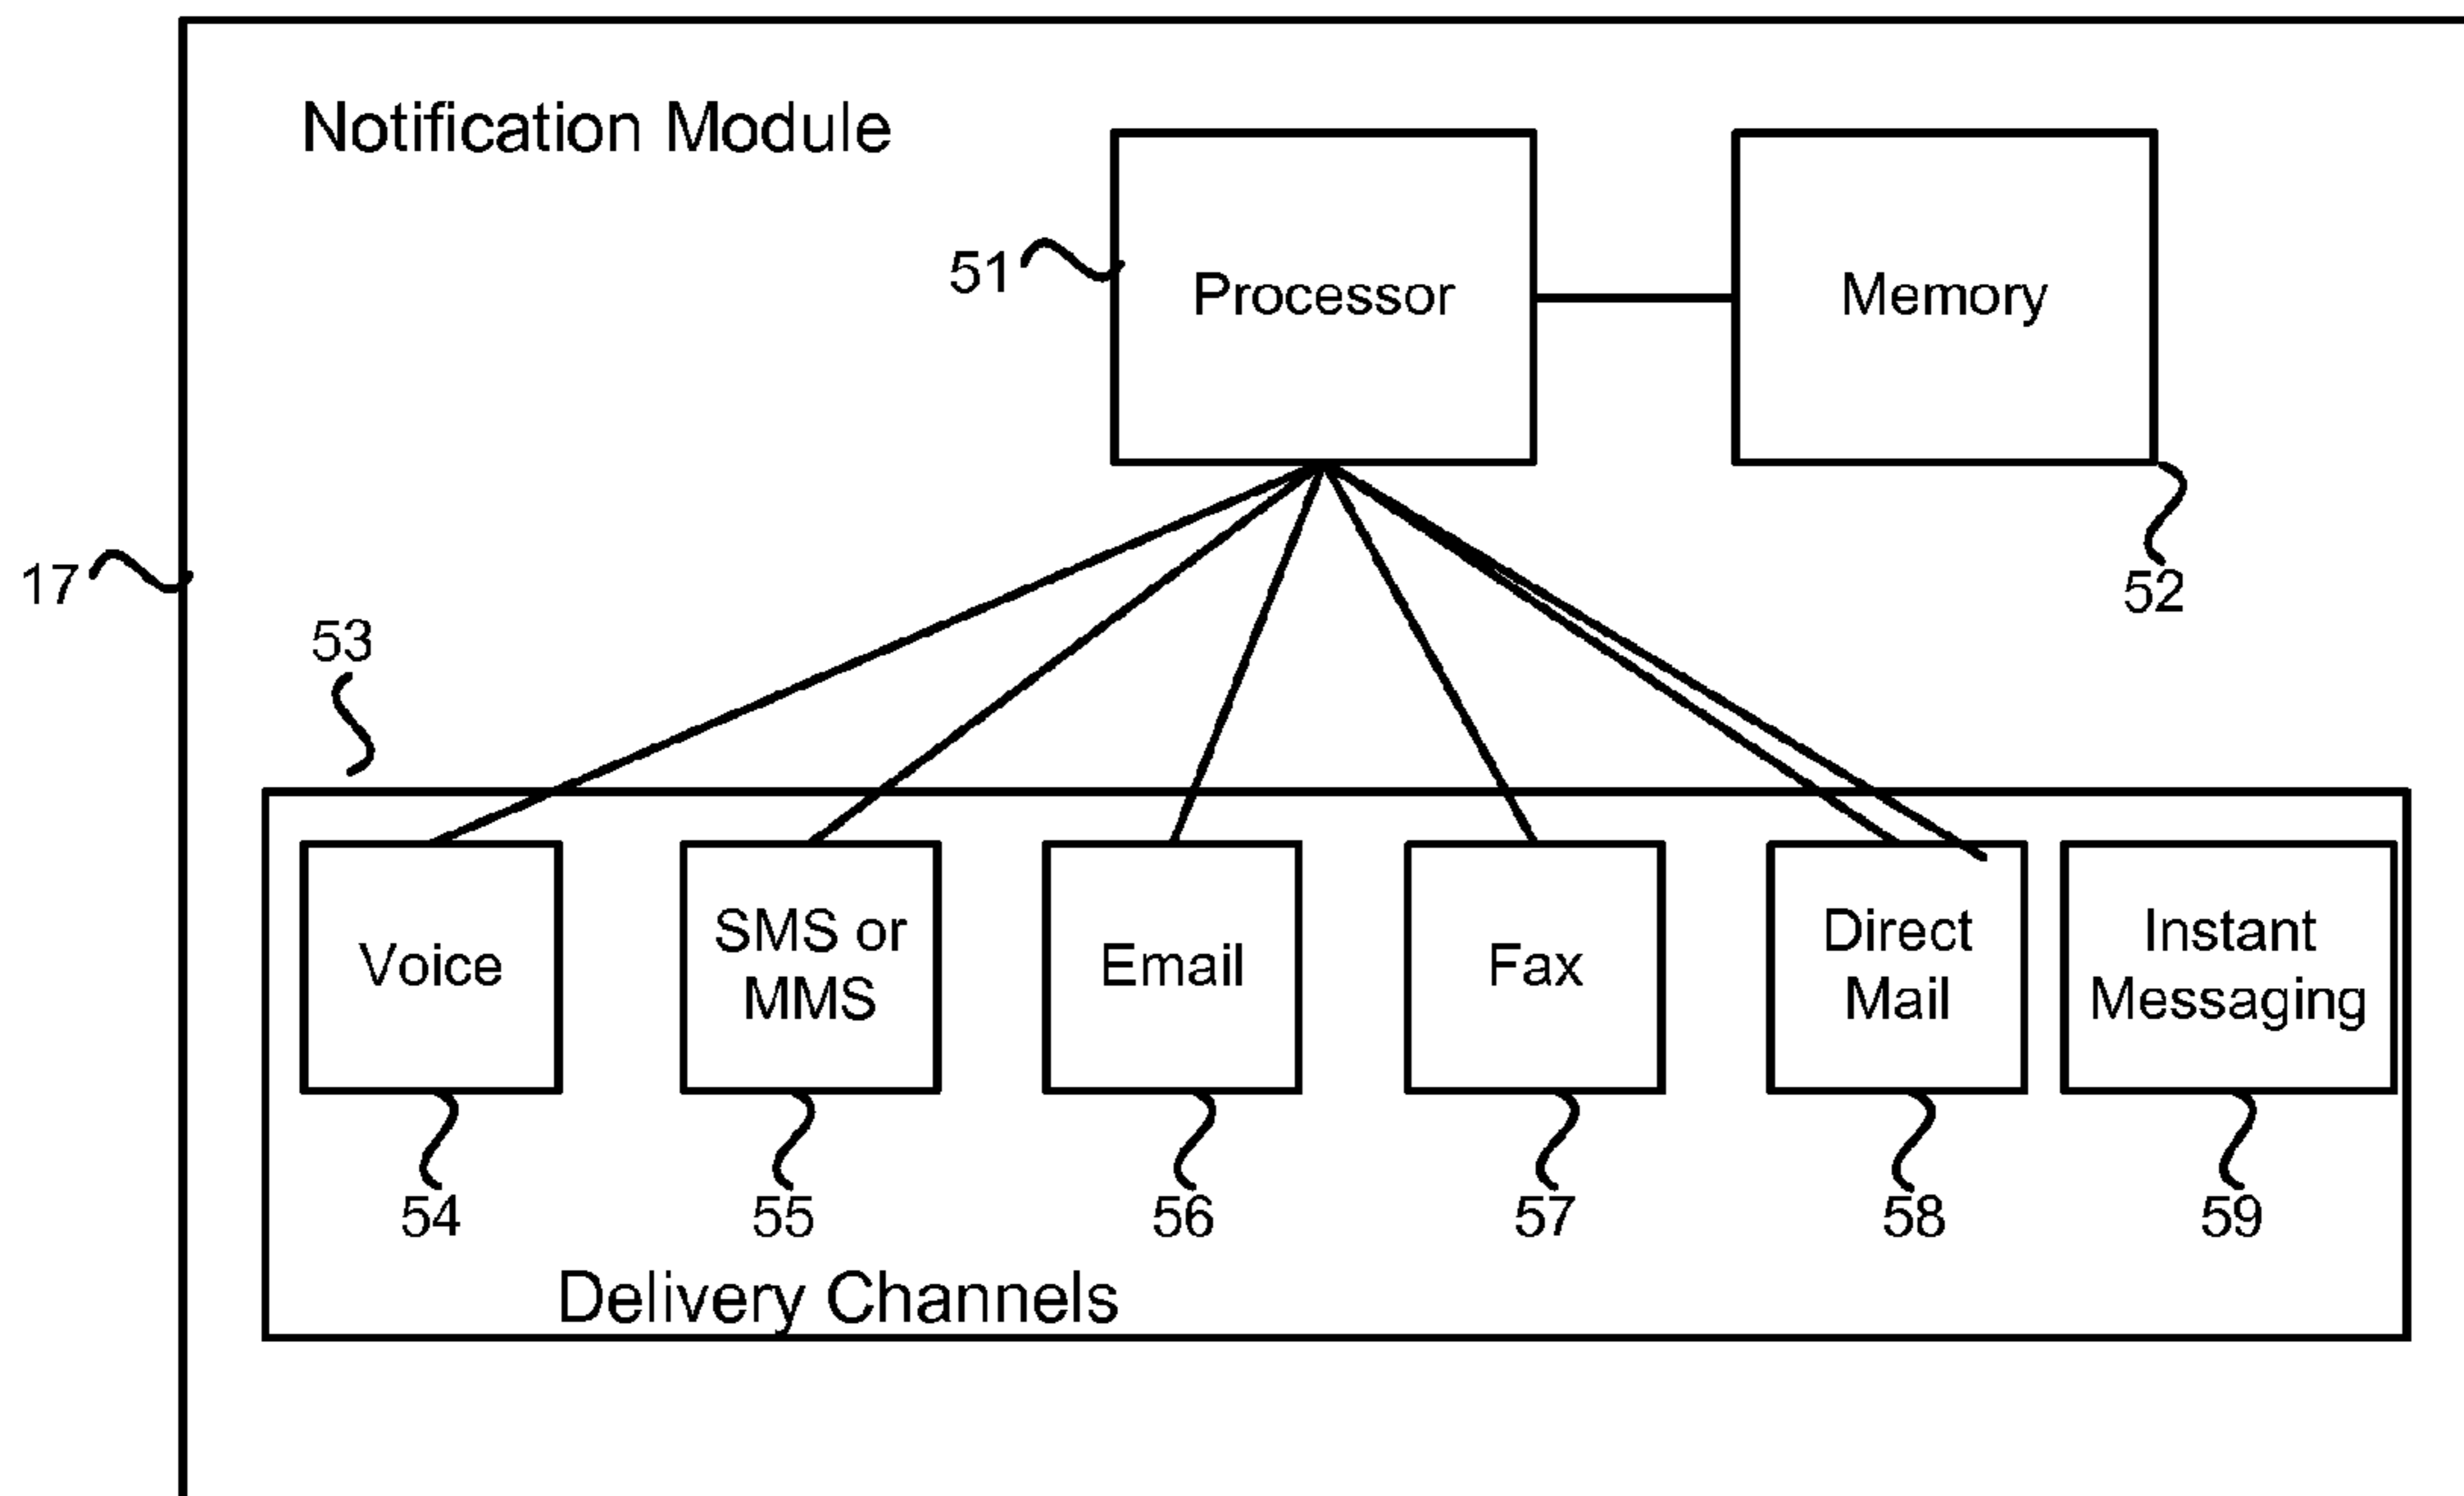 Notification Module
51
Processor
Memory
52
17
53
Voice
SMS or
MMS
Email
Fax
Direct
Mail
Instant
Messaging
54
55
56
57
58
59
Delivery Channels